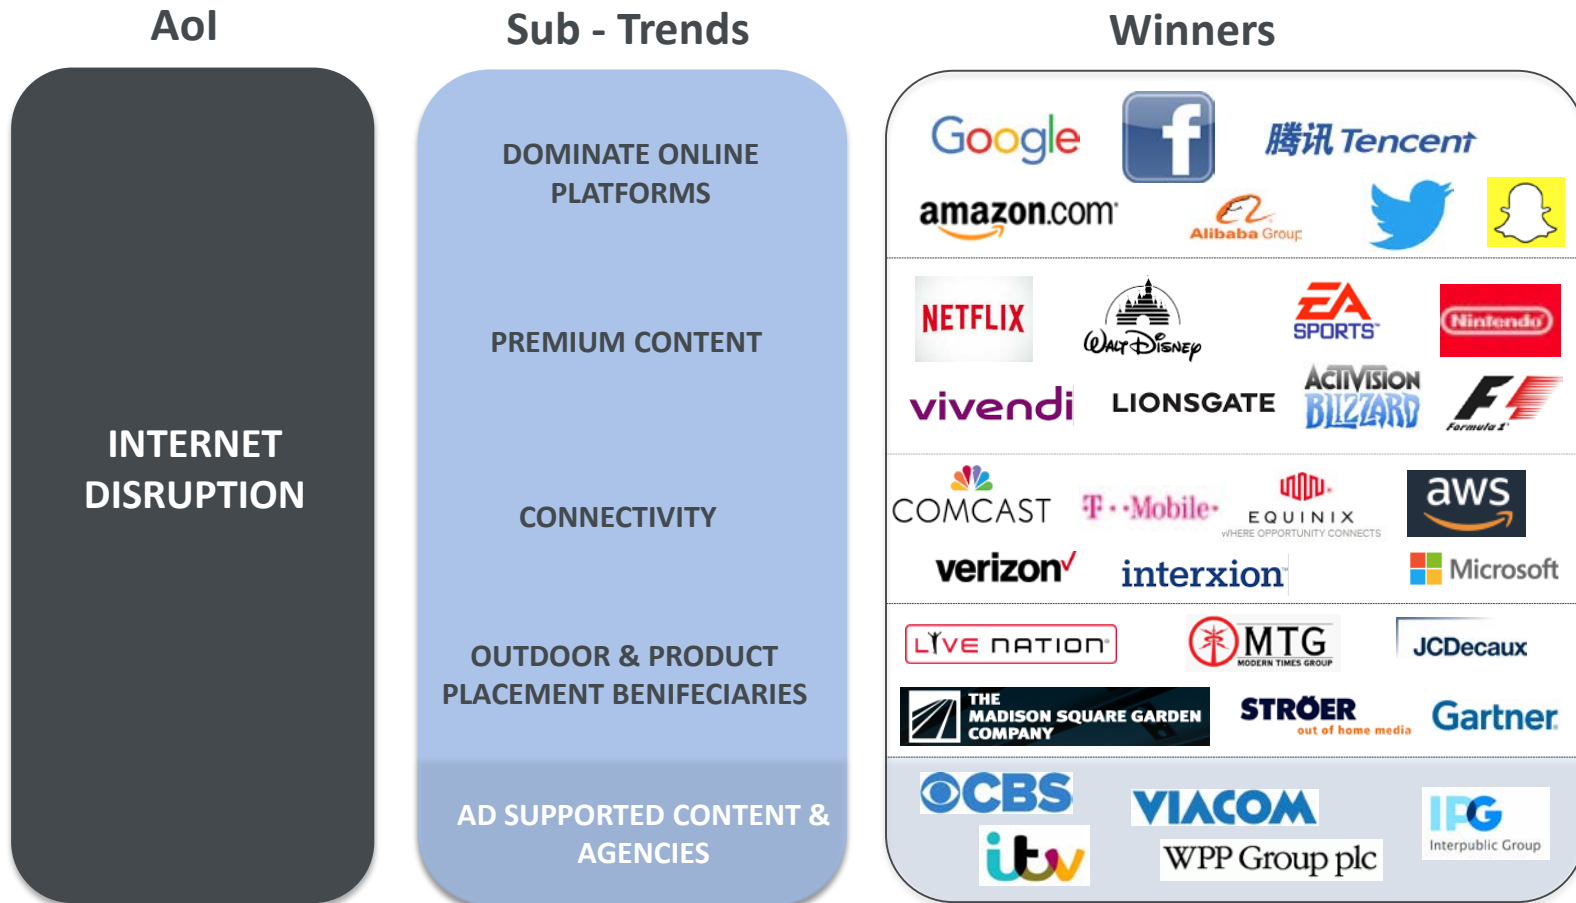 AoI
Sub - Trends
Winners
INTERNET
DISRUPTION
DOMINATE ONLINE
PLATFORMS
PREMIUM CONTENT
CONNECTIVITY
OUTDOOR & PRODUCT
PLACEMENT BENIFECIARIES
AD SUPPORTED CONTENT &
AGENCIES
Google
f
腾讯 Tencent
amazon.com
Alibaba Group
NETFLIX
WALT DISNEY
EA
SPORTS™
Nintendo®
vivendi
LIONSGATE
ACTIVISION
BLIZZARD
F1
Formula 1®
COMCAST
T··Mobile·
EQUINIX
WHERE OPPORTUNITY CONNECTS
aws
verizon✓
interxion™
Microsoft
LIVE NATION®
MTG
MODERN TIMES GROUP
JCDecaux
THE
MADISON SQUARE GARDEN
COMPANY
STRÖER
out of home media
Gartner
CBS
VIACOM
IPG
Interpublic Group
itv
WPP Group plc